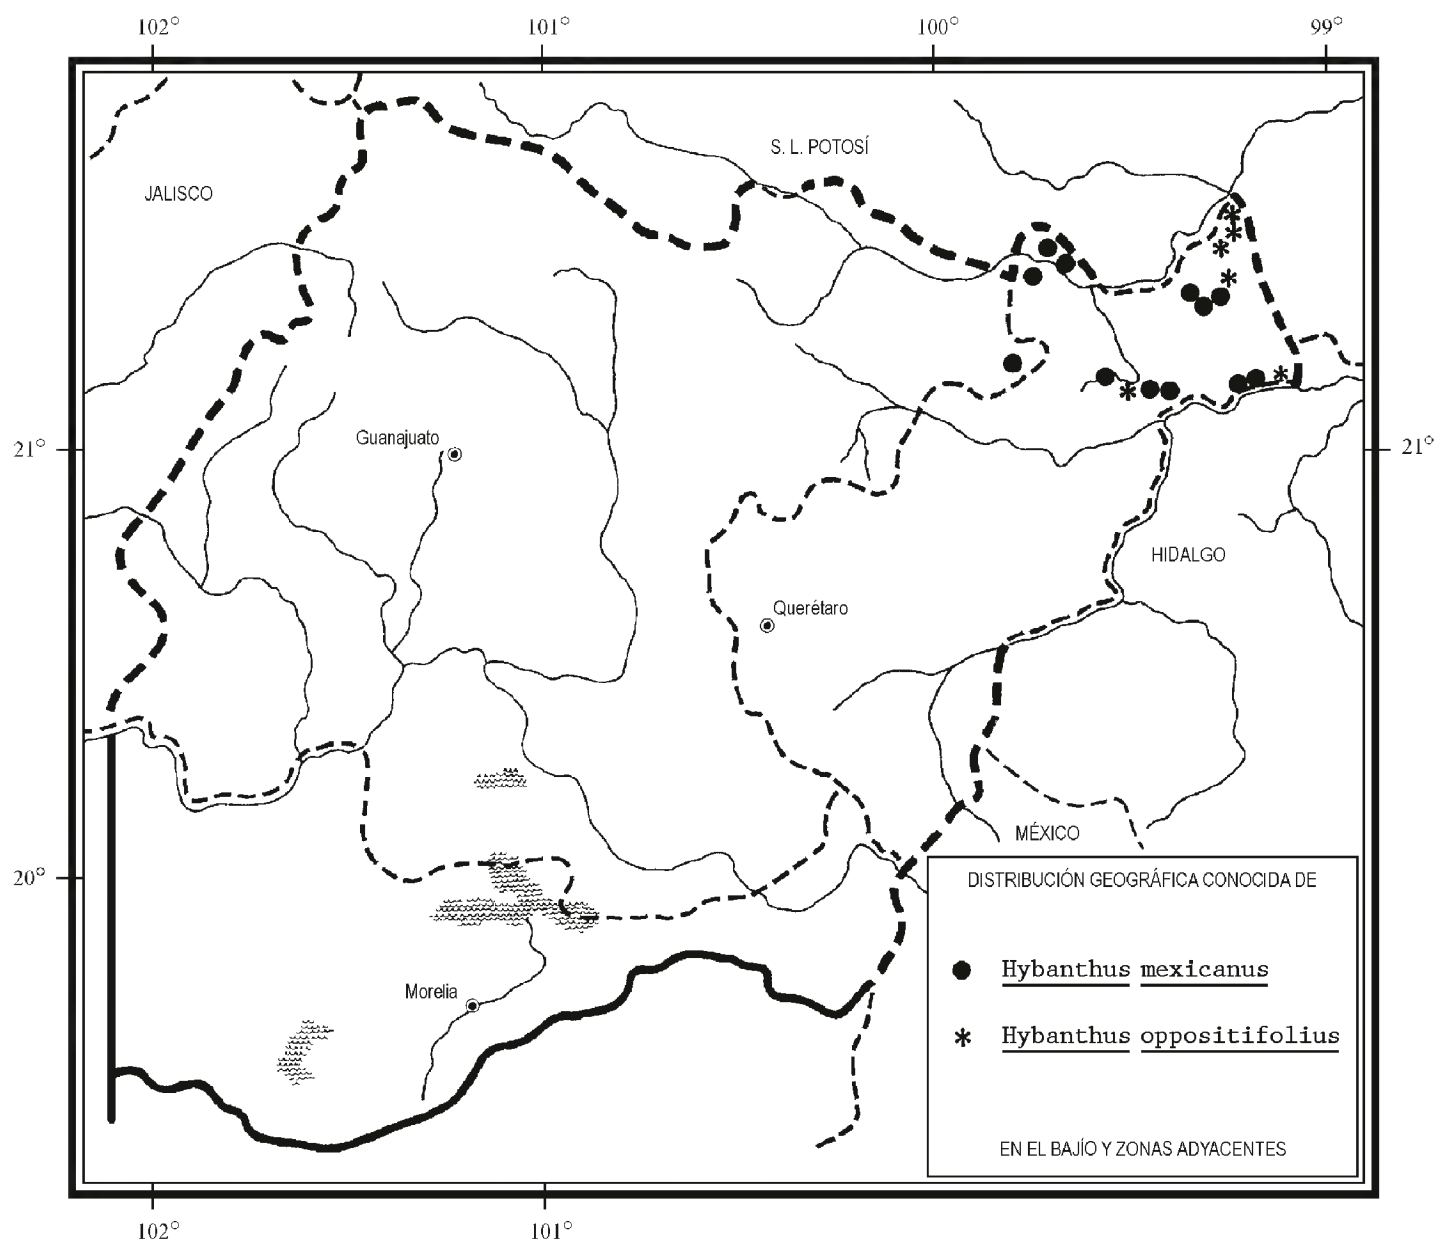 102° 101° 100° 99°
S. L. POTOSÍ
JALISCO
Guanajuato
21° 21°
HIDALGO
Querétaro
MÉXICO
20°
DISTRIBUCIÓN GEOGRÁFICA CONOCIDA DE
Hybanthus mexicanus
Morelia
Hybanthus oppositifolius
EN EL BAJÍO Y ZONAS ADYACENTES
102° 101°